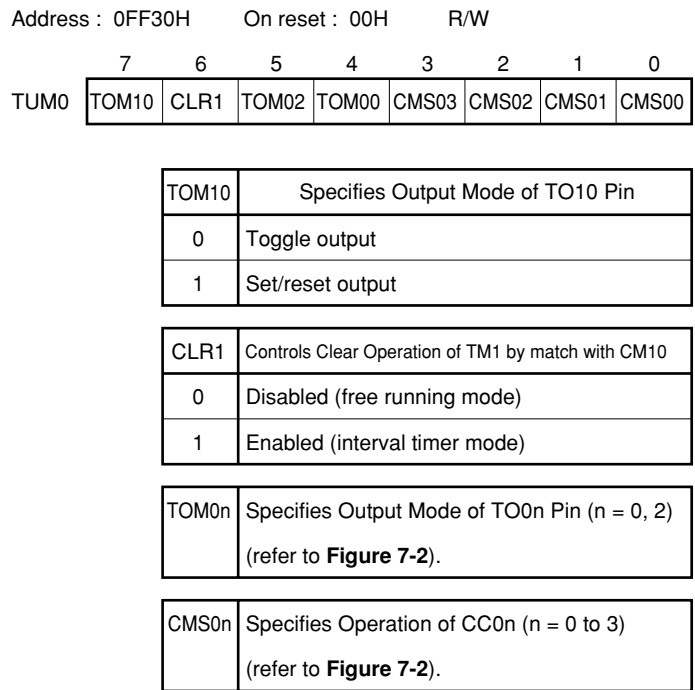 Address : 0FF30H On reset : 00H R/W
7 6 5 4 3 2 1 0
TUM0 TOM10 CLR1 TOM02 TOM00 CMS03 CMS02 CMS01 CMS00
TOM10 Specifies Output Mode of TO10 Pin
0 Toggle output
1 Set/reset output
CLR1 Controls Clear Operation of TM1 by match with CM10
0 Disabled (free running mode)
1 Enabled (interval timer mode)
TOM0n Specifies Output Mode of TO0n Pin (n = 0, 2)
(refer to Figure 7-2).
CMS0n Specifies Operation of CC0n (n = 0 to 3)
(refer to Figure 7-2).